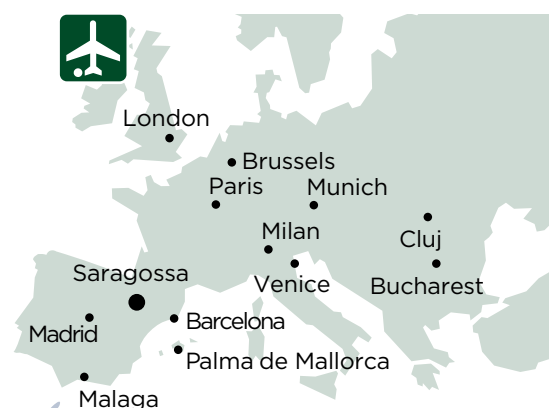 London
Brussels
Paris
Munich
Milan
Cluj
Venice
Bucharest
Saragossa
Madrid
Barcelona
Palma de Mallorca
Malaga